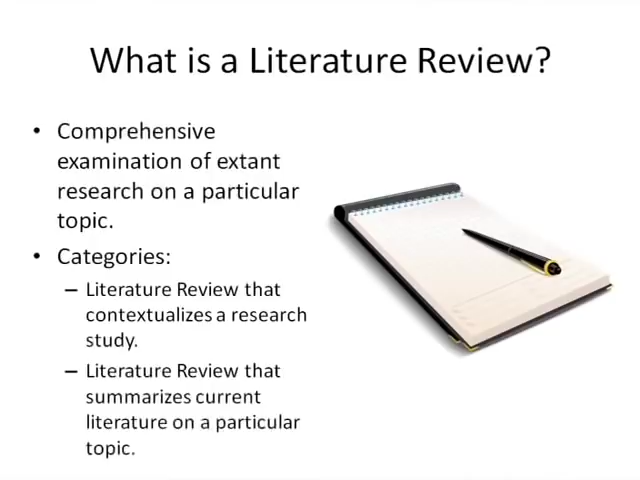 What is a Literature Review?
• Comprehensive
examination of extant
research on a particular
topic.
• Categories:
– Literature Review that
contextualizes a research
study.
– Literature Review that
summarizes current
literature on a particular
topic.